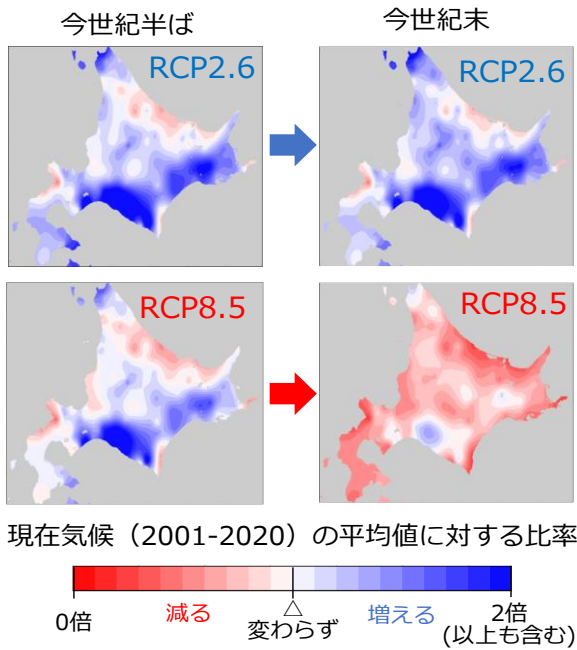 今世紀半ば
今世紀末
RCP2.6
RCP2.6
RCP8.5
RCP8.5
現在気候（2001-2020）の平均値に対する比率
0倍
減る
△
変わらず
増える
2倍
(以上も含む)